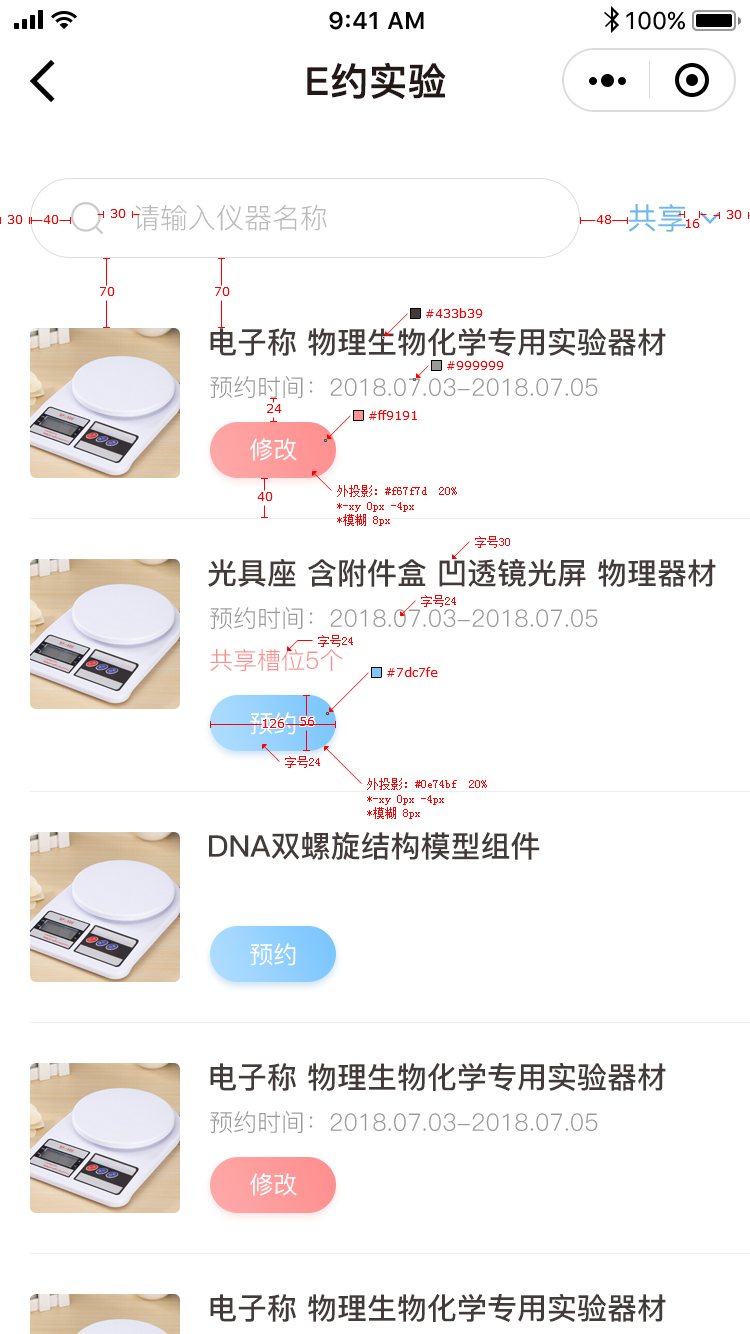 9:41 AM
100%
E约实验
30
40
30
请输入仪器名称
48
共享
16
30
70
70
#433b39
电子称 物理生物化学专用实验器材
#999999
预约时间：2018.07.03-2018.07.05
24
#ff9191
修改
40
外投影：#f67f7d 20%
*-xy 0px -4px
*模糊 8px
字号30
光具座 含附件盒 凹透镜光屏 物理器材
字号24
预约时间：2018.07.03-2018.07.05
字号24
共享槽位5个
#7dc7fe
预约
126
56
字号24
外投影：#0e74bf 20%
*-xy 0px -4px
*模糊 8px
DNA双螺旋结构模型组件
预约
电子称 物理生物化学专用实验器材
预约时间：2018.07.03-2018.07.05
修改
电子称 物理生物化学专用实验器材